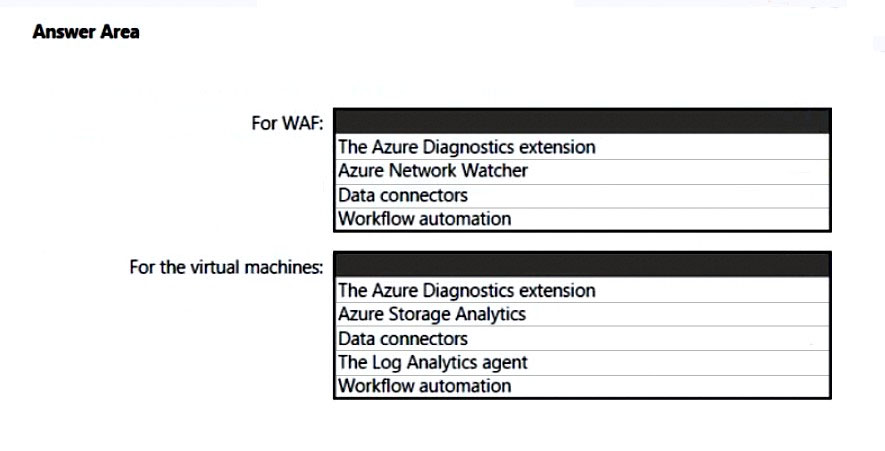 Answer Area
For WAF:
The Azure Diagnostics extension
Azure Network Watcher
Data connectors
Workflow automation
For the virtual machines:
The Azure Diagnostics extension
Azure Storage Analytics
Data connectors
The Log Analytics agent
Workflow automation